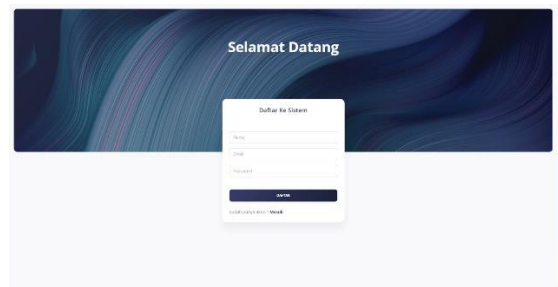 Selamat Datang
Daftar Ke Sistem
Nama
Email
Password
DAFTAR
Masuk